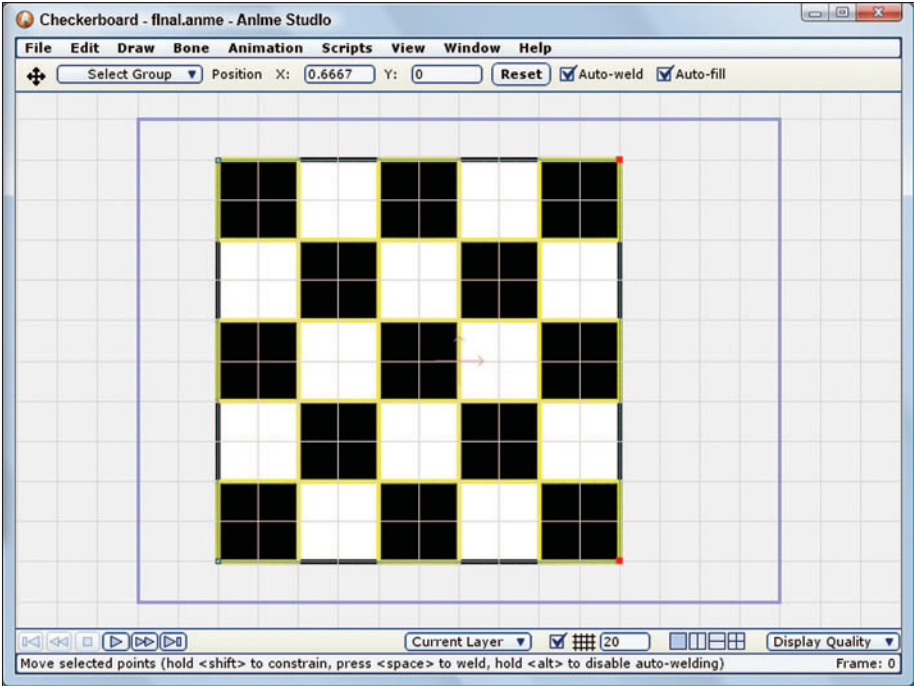 Checkerboard - fInal.anme - AnIme StudIo
File Edit Draw Bone Animation Scripts View Window Help
Select Group Position X: 0.6667 Y: 0 Reset Auto-weld Auto-fill
Current Layer 20 Display Quality
Move selected points (hold <shift> to constrain, press <space> to weld, hold <alt> to disable auto-welding) Frame: 0